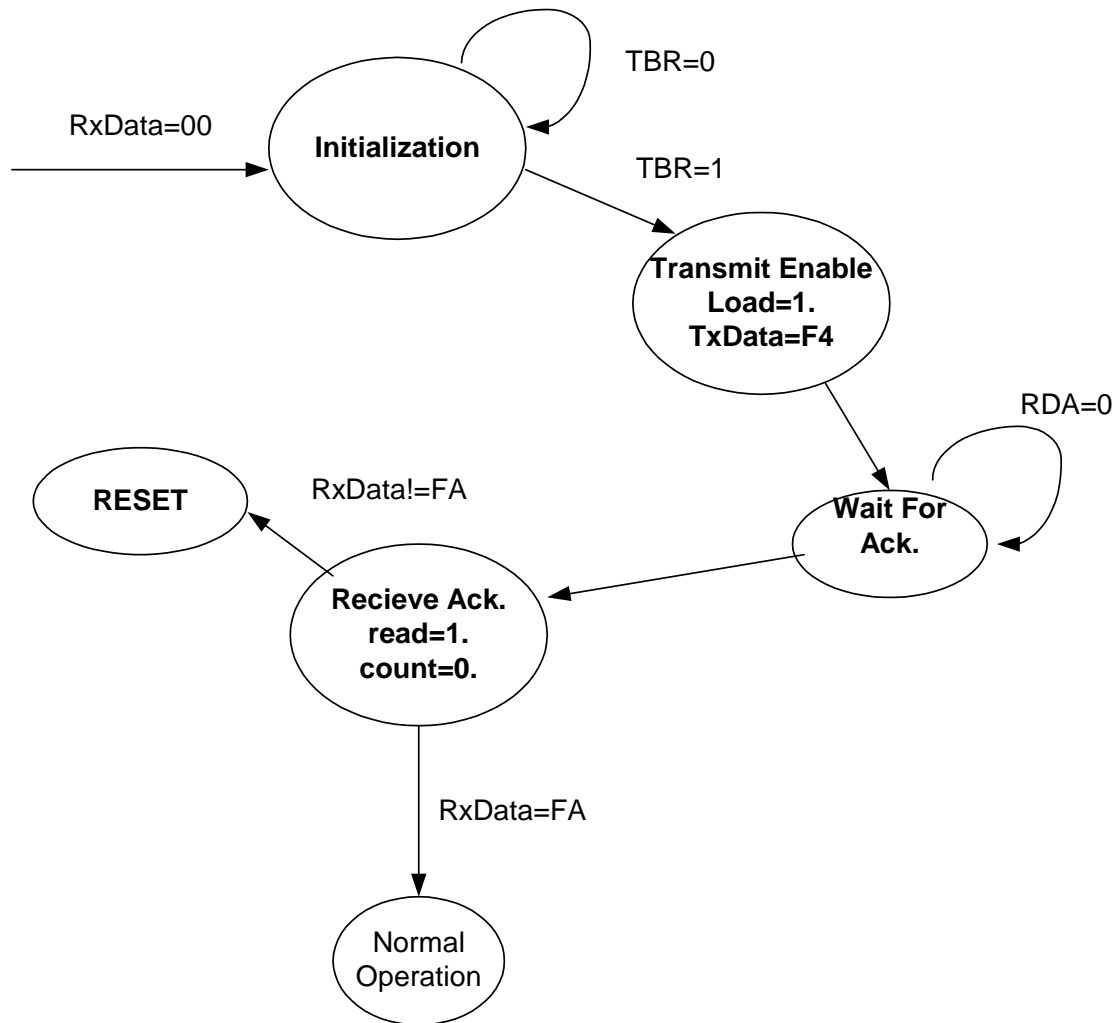 TBR=0
RxData=00
Initialization
TBR=1
Transmit Enable
Load=1.
TxData=F4
RDA=0
RxData!=FA
RESET
Wait For
Ack.
Recieve Ack.
read=1.
count=0.
RxData=FA
Normal
Operation